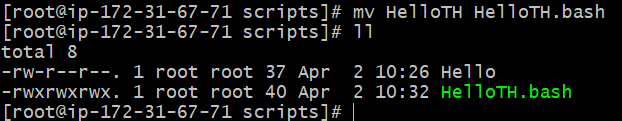 [root@ip-172-31-67-71 scripts]# mv HelloTH HelloTH.bash
[root@ip-172-31-67-71 scripts]# ll
total 8
-rw-r--r--. 1 root root 37 Apr  2 10:26 Hello
-rwxrwxrwx. 1 root root 40 Apr  2 10:32 HelloTH.bash
[root@ip-172-31-67-71 scripts]#